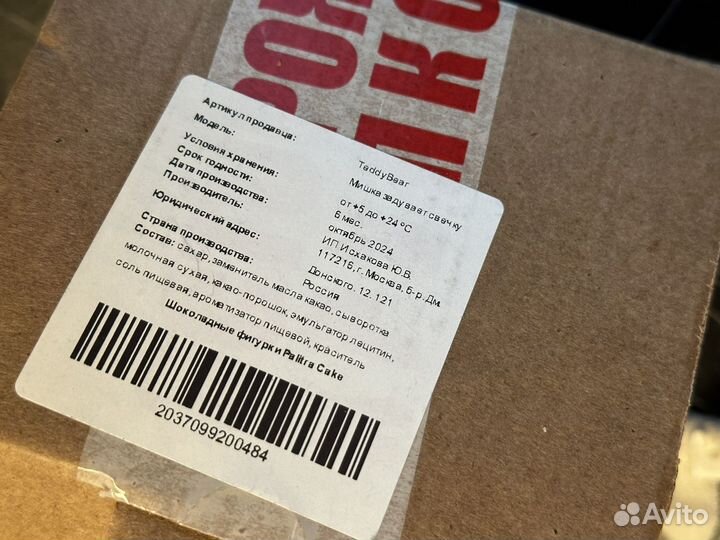 РОЖ
МКО
Артикул продавца: TeddyBear
Модель: Мишка задувает свечку
Условия хранения: от +5 до +24 °C
Срок годности: 6 мес.
Дата производства: октябрь 2024
Производитель: ИП Исхакова Ю.В.
Юридический адрес: 117216, г. Москва, б-р. Дм.
Донского. 12. 121
Страна производства: Россия
Состав: сахар, заменитель масла какао, сыворотка
молочная сухая, какао-порошок, эмульгатор лецитин,
соль пищевая, ароматизатор пищевой, краситель
Шоколадные фигурки Palitra Cake
2037099200484
Avito